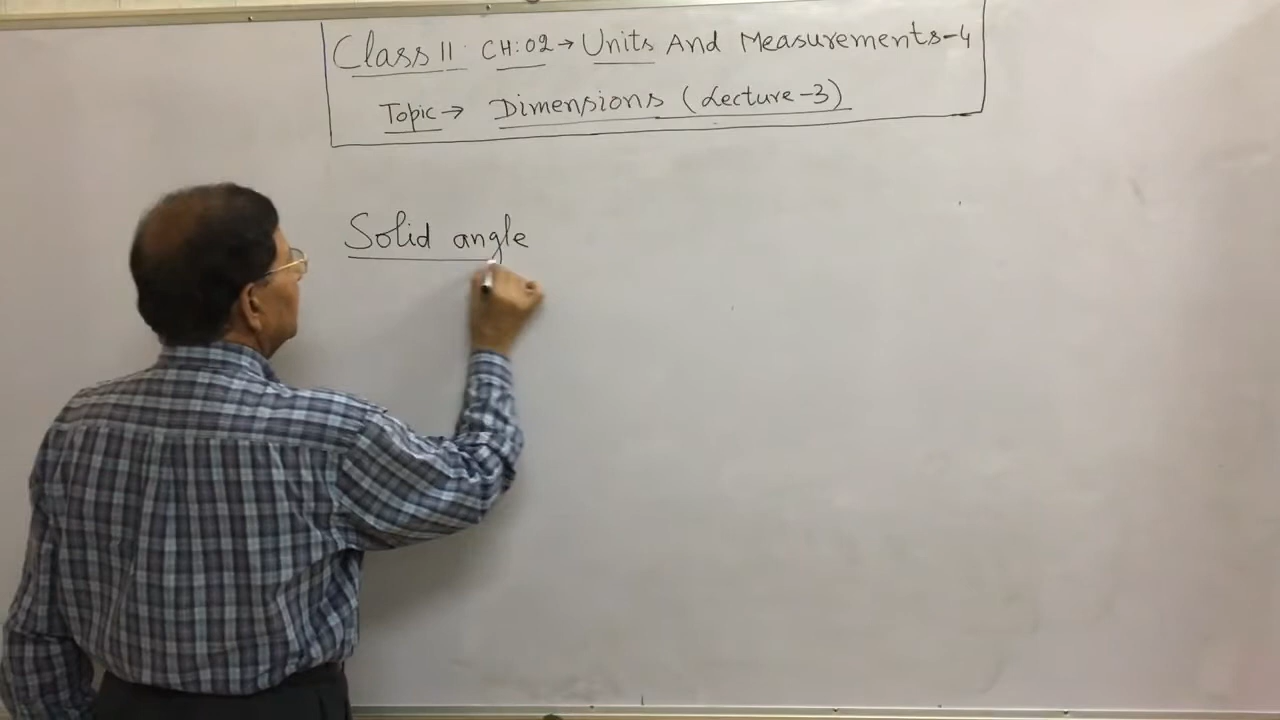 Class 11 CH:02→ Units And Measurements-4
Topic→ Dimensions (Lecture-3)
Solid angle